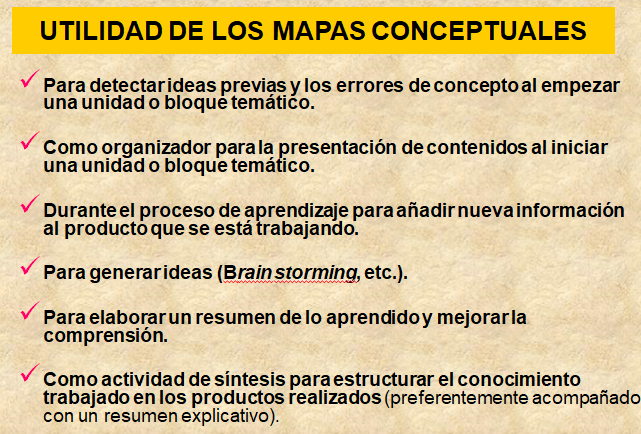 UTILIDAD DE LOS MAPAS CONCEPTUALES
Para detectar ideas previas y los errores de concepto al empezar
una unidad o bloque temático.
Como organizador para la presentación de contenidos al iniciar
una unidad o bloque temático.
Durante el proceso de aprendizaje para añadir nueva información
al producto que se está trabajando.
Para generar ideas (Brain storming, etc.).
Para elaborar un resumen de lo aprendido y mejorar la
comprensión.
Como actividad de síntesis para estructurar el conocimiento
trabajado en los productos realizados (preferentemente acompañado
con un resumen explicativo).